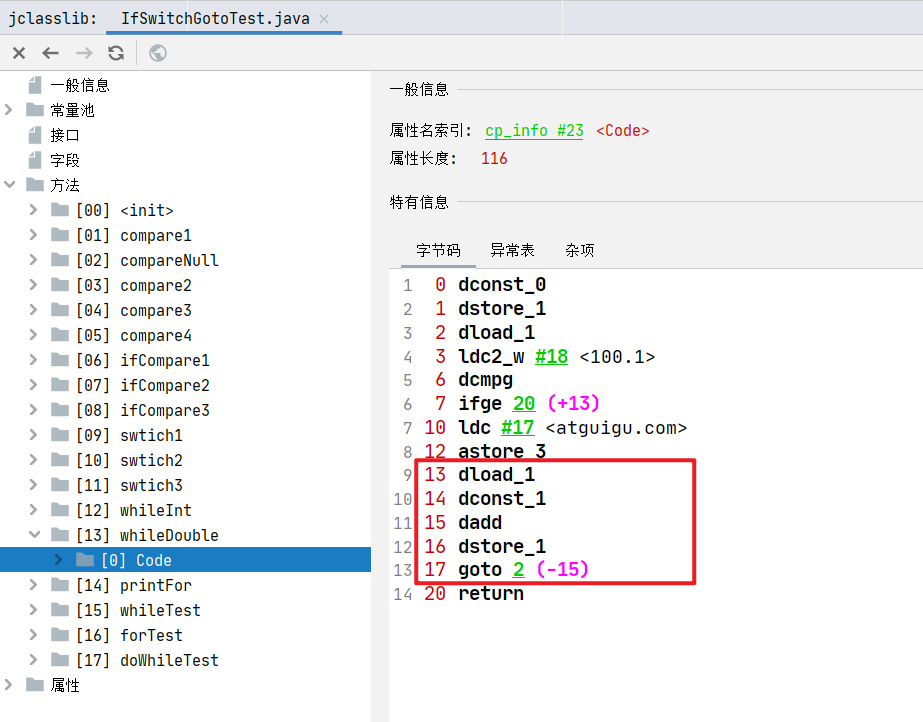 jclasslib: IfSwitchGotoTest.java
一般信息
常量池
接口
字段
方法
[00] <init>
[01] compare1
[02] compareNull
[03] compare2
[04] compare3
[05] compare4
[06] ifCompare1
[07] ifCompare2
[08] ifCompare3
[09] swtich1
[10] swtich2
[11] swtich3
[12] whileInt
[13] whileDouble
[0] Code
[14] printFor
[15] whileTest
[16] forTest
[17] doWhileTest
属性
一般信息
属性名索引: cp_info #23 <Code>
属性长度: 116
特有信息
字节码 异常表 杂项
1 0 dconst_0
2 1 dstore_1
3 2 dload_1
4 3 ldc2_w #18 <100.1>
5 6 dcmpg
6 7 ifge 20 (+13)
7 10 ldc #17 <atguigu.com>
8 12 astore_3
9 13 dload_1
10 14 dconst_1
11 15 dadd
12 16 dstore_1
13 17 goto 2 (-15)
14 20 return